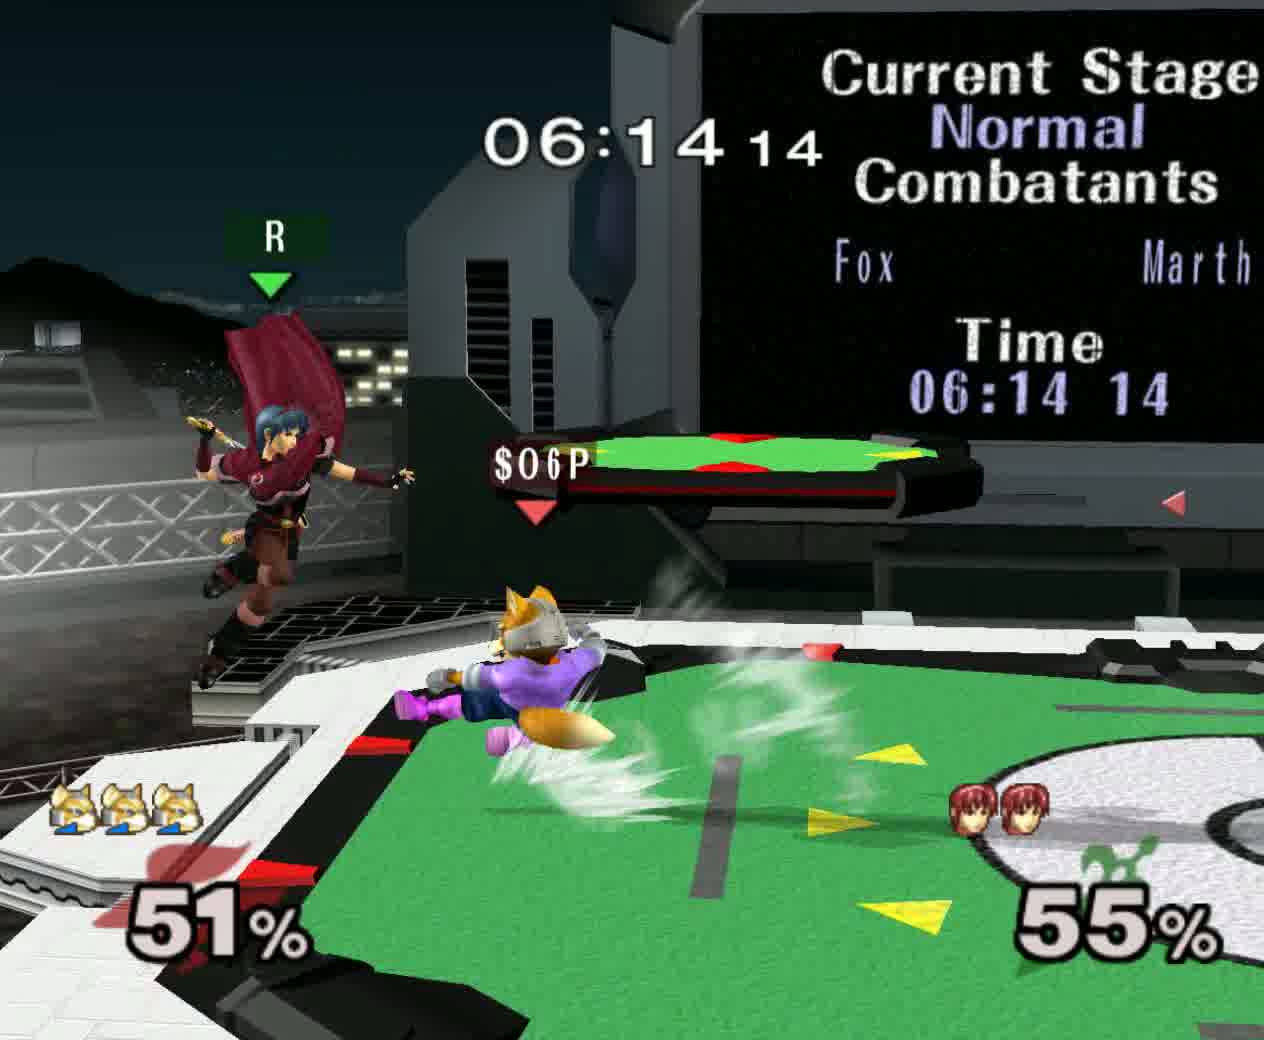 Current Stage
Normal
06:14 14
Combatants
R
Fox
Marth
Time
06:14 14
$06P
51%
55%